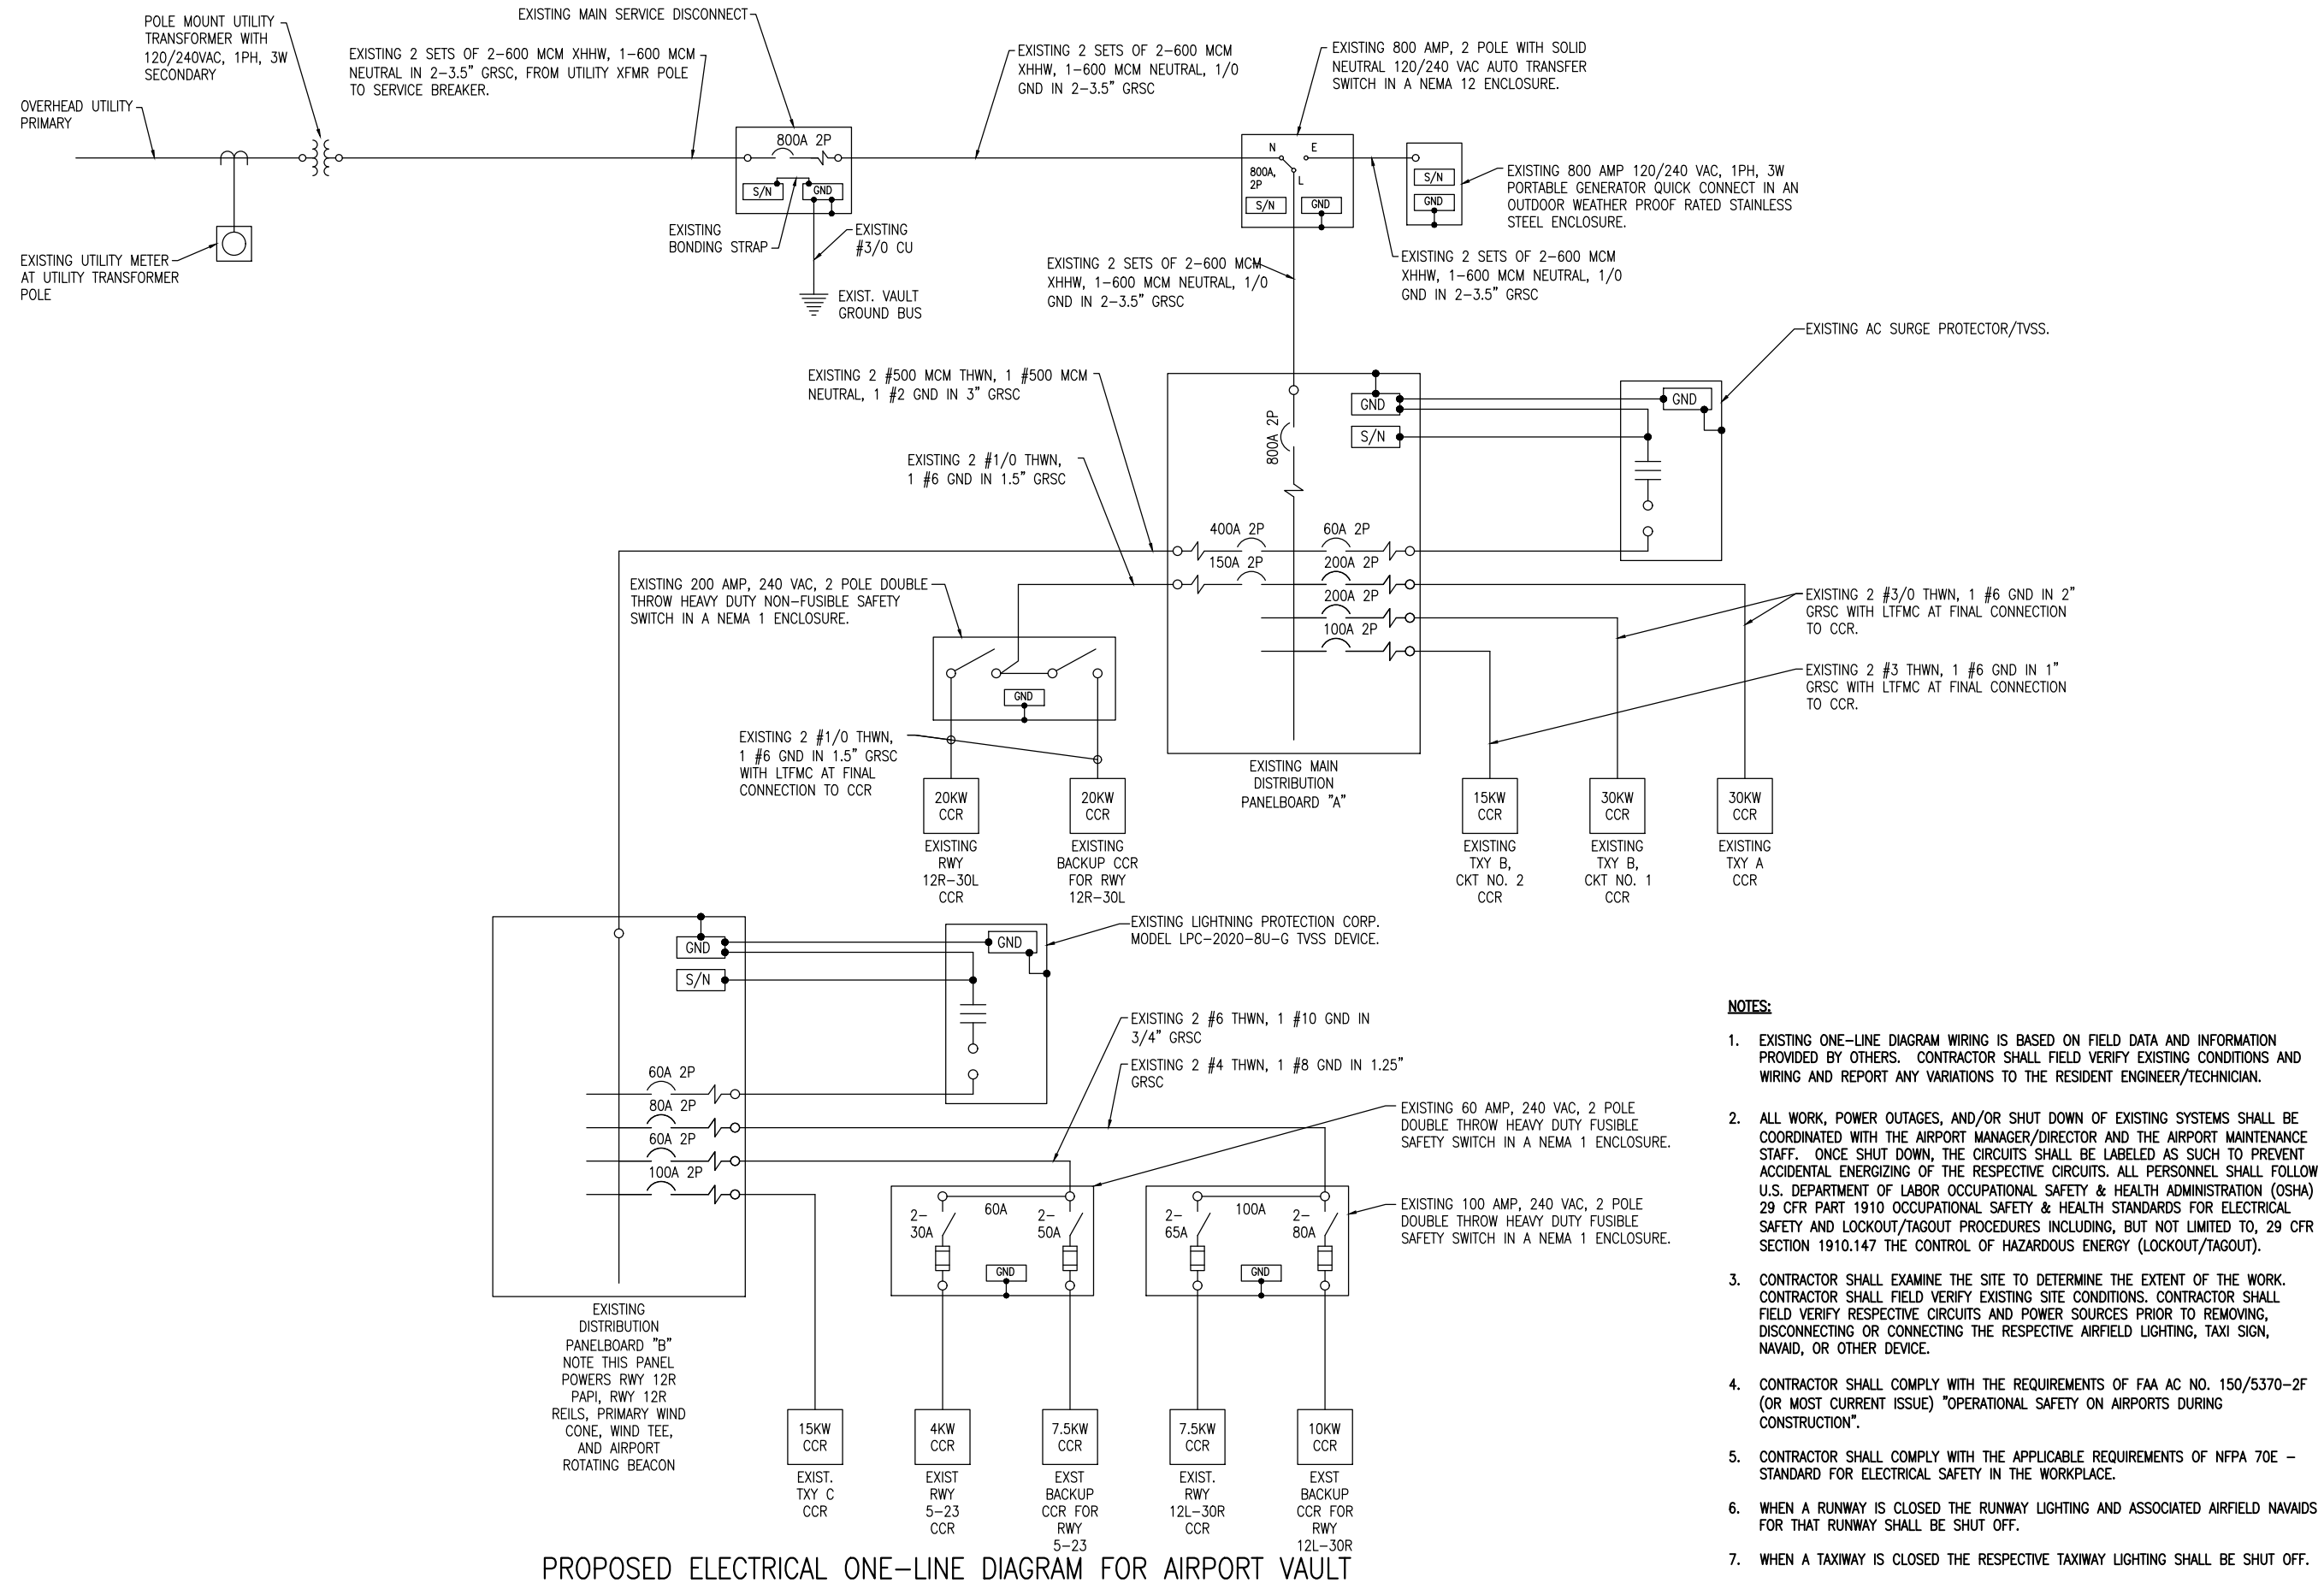 POLE MOUNT UTILITY
TRANSFORMER WITH
120/240VAC, 1PH, 3W
SECONDARY
OVERHEAD UTILITY
PRIMARY
EXISTING UTILITY METER
AT UTILITY TRANSFORMER
POLE
EXISTING MAIN SERVICE DISCONNECT
EXISTING 2 SETS OF 2-600 MCM XHHW, 1-600 MCM
NEUTRAL IN 2-3.5" GRSC, FROM UTILITY XFMR POLE
TO SERVICE BREAKER.
800A 2P
S/N
GND
EXISTING
BONDING STRAP
EXISTING
#3/0 CU
EXIST. VAULT
GROUND BUS
EXISTING 2 SETS OF 2-600 MCM
XHHW, 1-600 MCM NEUTRAL, 1/0
GND IN 2-3.5" GRSC
EXISTING 800 AMP, 2 POLE WITH SOLID
NEUTRAL 120/240 VAC AUTO TRANSFER
SWITCH IN A NEMA 12 ENCLOSURE.
N
E
800A,
2P
L
S/N
GND
S/N
GND
EXISTING 800 AMP 120/240 VAC, 1PH, 3W
PORTABLE GENERATOR QUICK CONNECT IN AN
OUTDOOR WEATHER PROOF RATED STAINLESS
STEEL ENCLOSURE.
EXISTING 2 SETS OF 2-600 MCM
XHHW, 1-600 MCM NEUTRAL, 1/0
GND IN 2-3.5" GRSC
EXISTING 2 SETS OF 2-600 MCM
XHHW, 1-600 MCM NEUTRAL, 1/0
GND IN 2-3.5" GRSC
EXISTING AC SURGE PROTECTOR/TVSS.
EXISTING 2 #500 MCM THWN, 1 #500 MCM
NEUTRAL, 1 #2 GND IN 3" GRSC
EXISTING 2 #1/0 THWN,
1 #6 GND IN 1.5" GRSC
800A 2P
GND
S/N
GND
400A 2P
60A 2P
150A 2P
200A 2P
200A 2P
100A 2P
EXISTING 200 AMP, 240 VAC, 2 POLE DOUBLE
THROW HEAVY DUTY NON-FUSIBLE SAFETY
SWITCH IN A NEMA 1 ENCLOSURE.
GND
EXISTING 2 #3/0 THWN, 1 #6 GND IN 2"
GRSC WITH LTFMC AT FINAL CONNECTION
TO CCR.
EXISTING 2 #3 THWN, 1 #6 GND IN 1"
GRSC WITH LTFMC AT FINAL CONNECTION
TO CCR.
EXISTING 2 #1/0 THWN,
1 #6 GND IN 1.5" GRSC
WITH LTFMC AT FINAL
CONNECTION TO CCR
EXISTING MAIN
DISTRIBUTION
PANELBOARD "A"
20KW
CCR
EXISTING
RWY
12R-30L
CCR
20KW
CCR
EXISTING
BACKUP CCR
FOR RWY
12R-30L
15KW
CCR
EXISTING
TXY B,
CKT NO. 2
CCR
30KW
CCR
EXISTING
TXY B,
CKT NO. 1
CCR
30KW
CCR
EXISTING
TXY A
CCR
EXISTING LIGHTNING PROTECTION CORP.
MODEL LPC-2020-8U-G TVSS DEVICE.
GND
S/N
GND
EXISTING 2 #6 THWN, 1 #10 GND IN
3/4" GRSC
EXISTING 2 #4 THWN, 1 #8 GND IN 1.25"
GRSC
60A 2P
80A 2P
60A 2P
100A 2P
EXISTING 60 AMP, 240 VAC, 2 POLE
DOUBLE THROW HEAVY DUTY FUSIBLE
SAFETY SWITCH IN A NEMA 1 ENCLOSURE.
EXISTING 100 AMP, 240 VAC, 2 POLE
DOUBLE THROW HEAVY DUTY FUSIBLE
SAFETY SWITCH IN A NEMA 1 ENCLOSURE.
60A
2-
30A
2-
50A
GND
100A
2-
65A
2-
80A
GND
EXISTING
DISTRIBUTION
PANELBOARD "B"
NOTE THIS PANEL
POWERS RWY 12R
PAPI, RWY 12R
REILS, PRIMARY WIND
CONE, WIND TEE,
AND AIRPORT
ROTATING BEACON
15KW
CCR
EXIST.
TXY C
CCR
4KW
CCR
EXIST
RWY
5-23
CCR
7.5KW
CCR
EXST
BACKUP
CCR FOR
RWY
5-23
7.5KW
CCR
EXIST.
RWY
12L-30R
CCR
10KW
CCR
EXST
BACKUP
CCR FOR
RWY
12L-30R
PROPOSED ELECTRICAL ONE-LINE DIAGRAM FOR AIRPORT VAULT
NOTES:
1. EXISTING ONE-LINE DIAGRAM WIRING IS BASED ON FIELD DATA AND INFORMATION
PROVIDED BY OTHERS. CONTRACTOR SHALL FIELD VERIFY EXISTING CONDITIONS AND
WIRING AND REPORT ANY VARIATIONS TO THE RESIDENT ENGINEER/TECHNICIAN.
2. ALL WORK, POWER OUTAGES, AND/OR SHUT DOWN OF EXISTING SYSTEMS SHALL BE
COORDINATED WITH THE AIRPORT MANAGER/DIRECTOR AND THE AIRPORT MAINTENANCE
STAFF. ONCE SHUT DOWN, THE CIRCUITS SHALL BE LABELED AS SUCH TO PREVENT
ACCIDENTAL ENERGIZING OF THE RESPECTIVE CIRCUITS. ALL PERSONNEL SHALL FOLLOW
U.S. DEPARTMENT OF LABOR OCCUPATIONAL SAFETY & HEALTH ADMINISTRATION (OSHA)
29 CFR PART 1910 OCCUPATIONAL SAFETY & HEALTH STANDARDS FOR ELECTRICAL
SAFETY AND LOCKOUT/TAGOUT PROCEDURES INCLUDING, BUT NOT LIMITED TO, 29 CFR
SECTION 1910.147 THE CONTROL OF HAZARDOUS ENERGY (LOCKOUT/TAGOUT).
3. CONTRACTOR SHALL EXAMINE THE SITE TO DETERMINE THE EXTENT OF THE WORK.
CONTRACTOR SHALL FIELD VERIFY EXISTING SITE CONDITIONS. CONTRACTOR SHALL
FIELD VERIFY RESPECTIVE CIRCUITS AND POWER SOURCES PRIOR TO REMOVING,
DISCONNECTING OR CONNECTING THE RESPECTIVE AIRFIELD LIGHTING, TAXI SIGN,
NAVAID, OR OTHER DEVICE.
4. CONTRACTOR SHALL COMPLY WITH THE REQUIREMENTS OF FAA AC NO. 150/5370-2F
(OR MOST CURRENT ISSUE) "OPERATIONAL SAFETY ON AIRPORTS DURING
CONSTRUCTION".
5. CONTRACTOR SHALL COMPLY WITH THE APPLICABLE REQUIREMENTS OF NFPA 70E -
STANDARD FOR ELECTRICAL SAFETY IN THE WORKPLACE.
6. WHEN A RUNWAY IS CLOSED THE RUNWAY LIGHTING AND ASSOCIATED AIRFIELD NAVAIDS
FOR THAT RUNWAY SHALL BE SHUT OFF.
7. WHEN A TAXIWAY IS CLOSED THE RESPECTIVE TAXIWAY LIGHTING SHALL BE SHUT OFF.